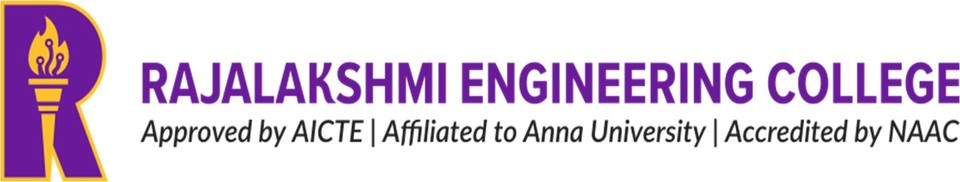 RAJALAKSHMI ENGINEERING COLLEGE
Approved by AICTE | Affiliated to Anna University | Accredited by NAAC